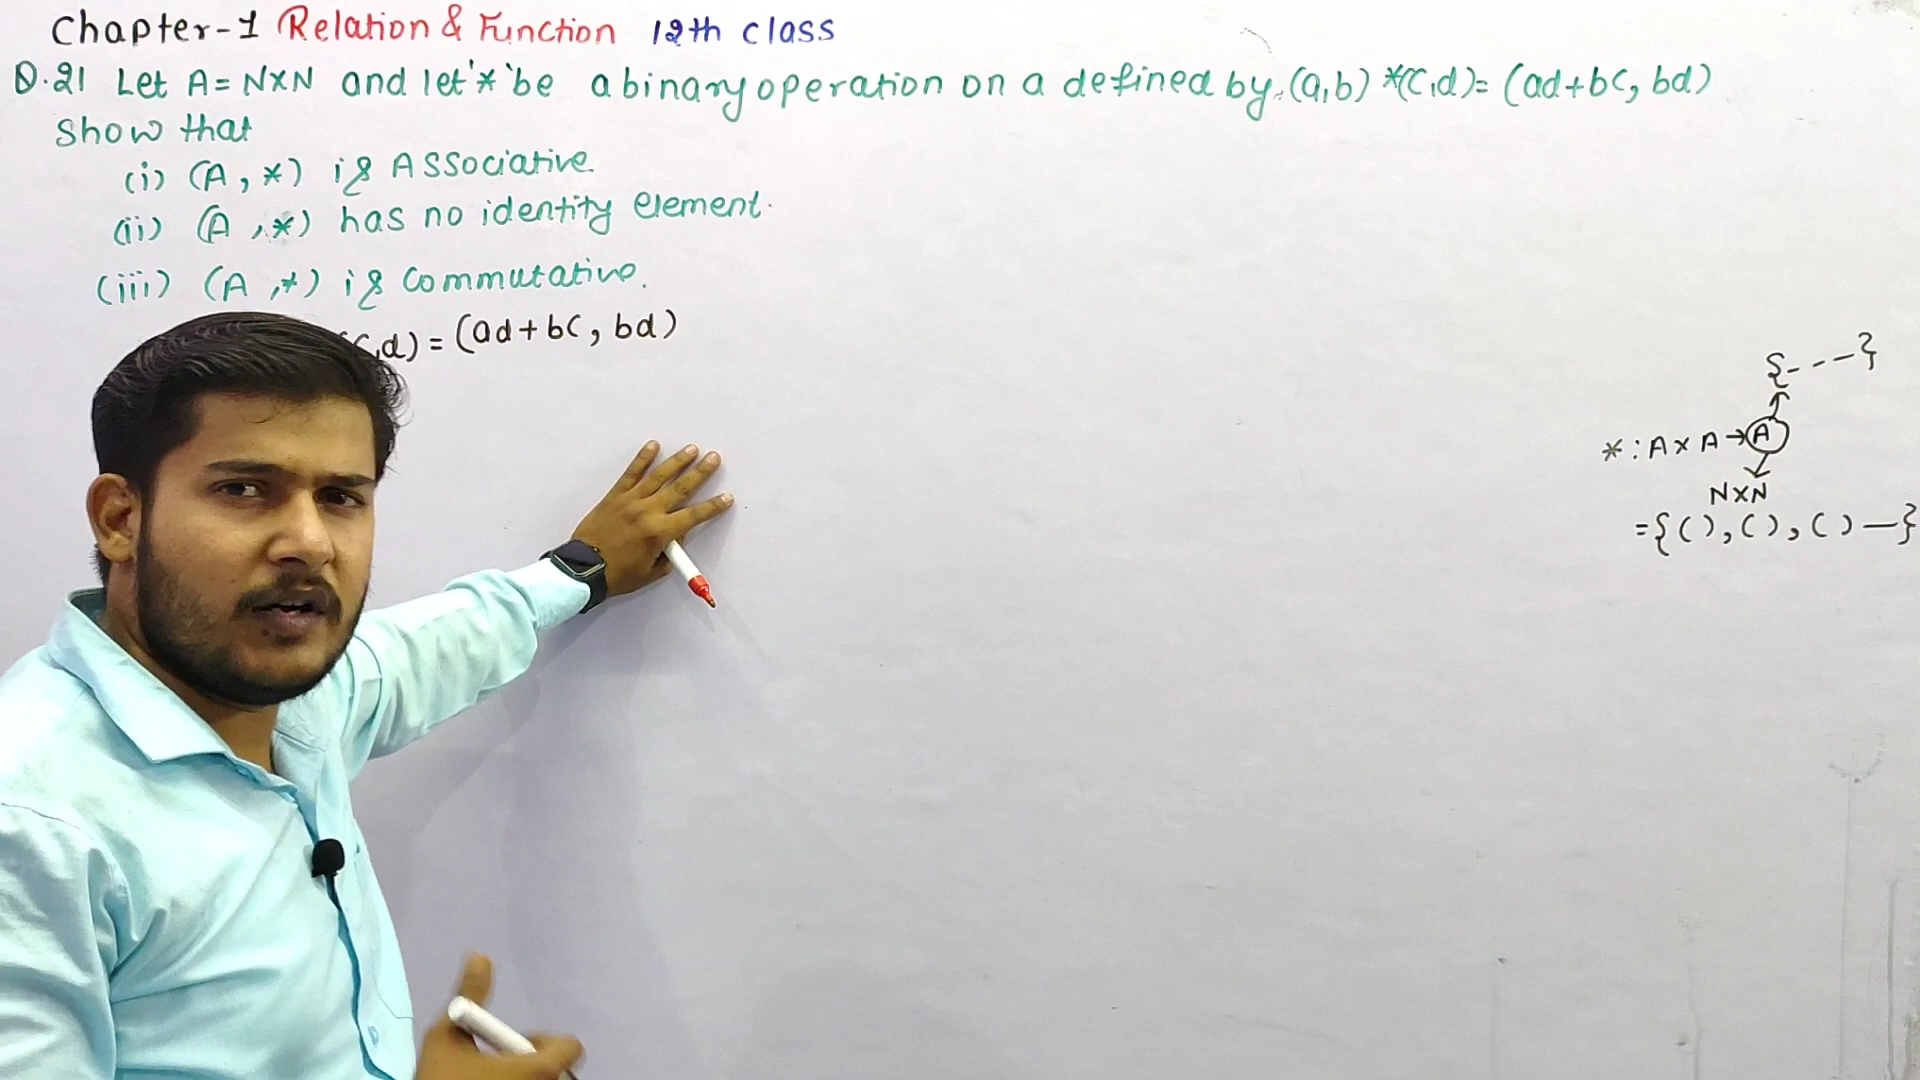 Chapter-1 Relation & Function 12th class
Q.21 Let A = N×N and let '*' be a binary operation on a defined by (a,b) *(c,d)= (ad+bc, bd)
Show that
(i) (A, *) is Associative.
(ii) (A, *) has no identity element.
(iii) (A, *) is Commutative.
c,d) = (ad+bc, bd)
{- - -}
* : A × A → A
N×N
={( ), ( ), ( ) —}